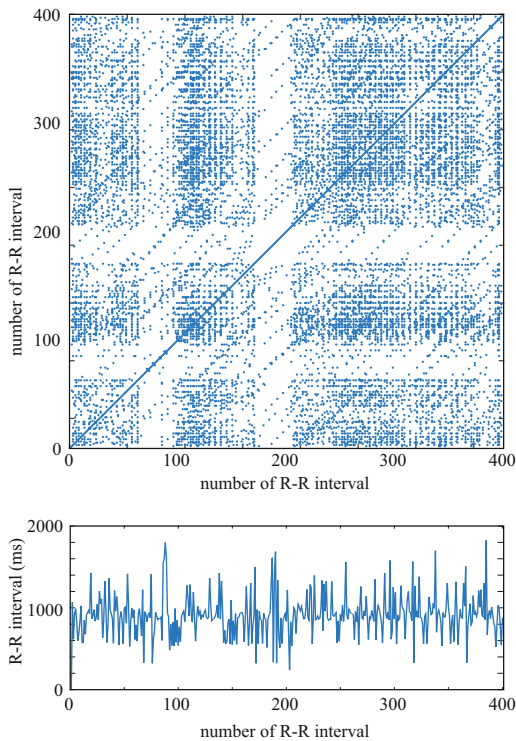 400
300
200
100
0
number of R-R interval
0 100 200 300 400
number of R-R interval
2000
1000
0
R-R interval (ms)
0 100 200 300 400
number of R-R interval